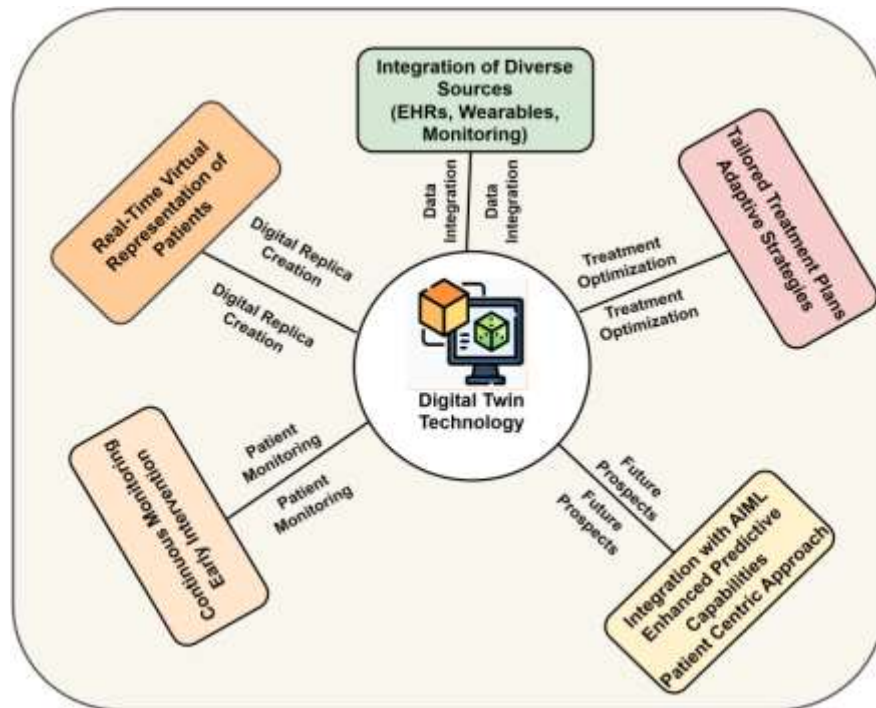 Integration of Diverse
Sources
(EHRs, Wearables,
Monitoring)
Data
Integration
Data
Integration
Real-Time Virtual
Representation of
Patients
Digital Replica
Creation
Digital Replica
Creation
Tailored Treatment Plans
Adaptive Strategies
Treatment
Optimization
Treatment
Optimization
Digital Twin
Technology
Continuous Monitoring
Early Intervention
Patient
Monitoring
Patient
Monitoring
Future
Prospects
Future
Prospects
Integration with AIML
Enhanced Predictive
Capabilities
Patient Centric Approach